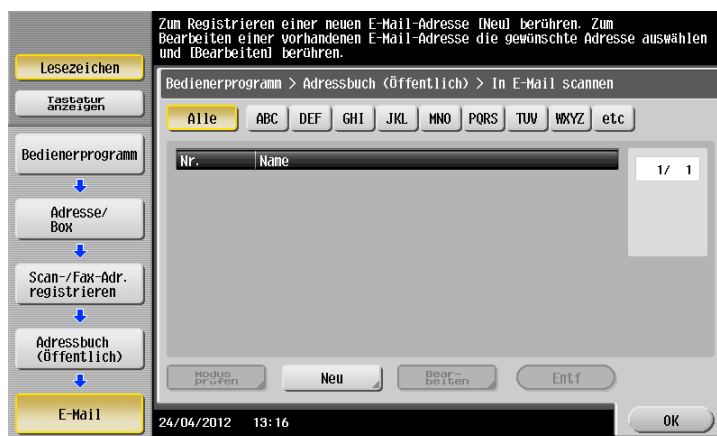 Zum Registrieren einer neuen E-Mail-Adresse [Neu] berühren. Zum
Bearbeiten einer vorhandenen E-Mail-Adresse die gewünschte Adresse auswählen
und [Bearbeiten] berühren.
Lesezeichen
Tastatur
anzeigen
Bedienerprogramm
Adresse/
Box
Scan-/Fax-Adr.
registrieren
Adressbuch
(Öffentlich)
E-Mail
Bedienerprogramm > Adressbuch (Öffentlich) > In E-Mail scannen
Alle ABC DEF GHI JKL MNO PQRS TUV WXYZ etc
Nr. Name
1/ 1
Modus
prüfen
Neu
Bear-
beiten
Entf
24/04/2012 13:16
OK